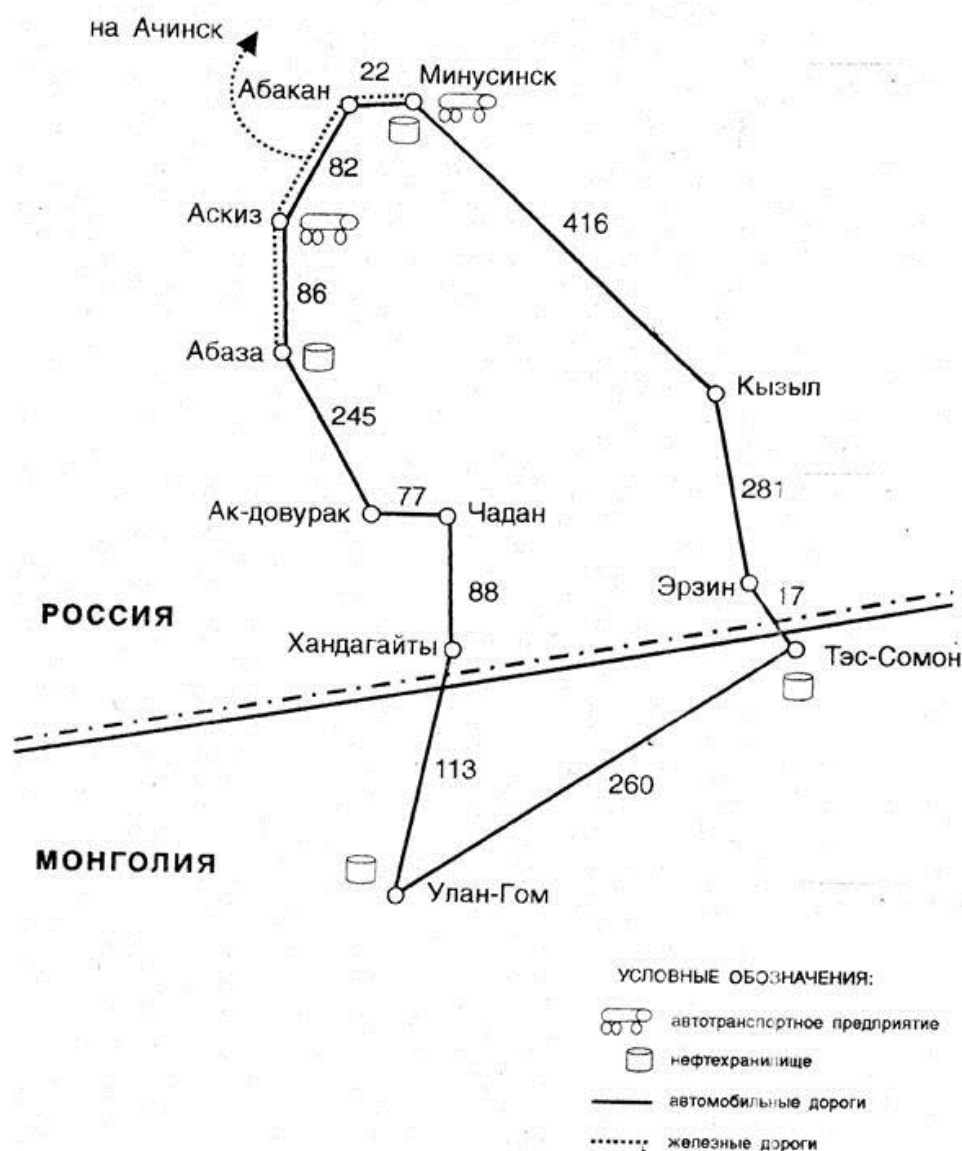 на Ачинск
22
Минусинск
Абакан
82
Аскиз
416
86
Абаза
Кызыл
245
281
77
Ак-довурак
Чадан
Эрзин
17
88
РОССИЯ
Хандагайты
Тэс-Сомон
113
260
МОНГОЛИЯ
Улан-Гом
УСЛОВНЫЕ ОБОЗНАЧЕНИЯ:
автотранспортное предприятие
нефтехранилище
автомобильные дороги
железные дороги